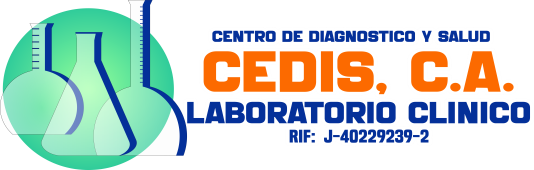 CENTRO DE DIAGNOSTICO Y SALUD
CEDIS, C.A.
LABORATORIO CLINICO
RIF: J-40229239-2